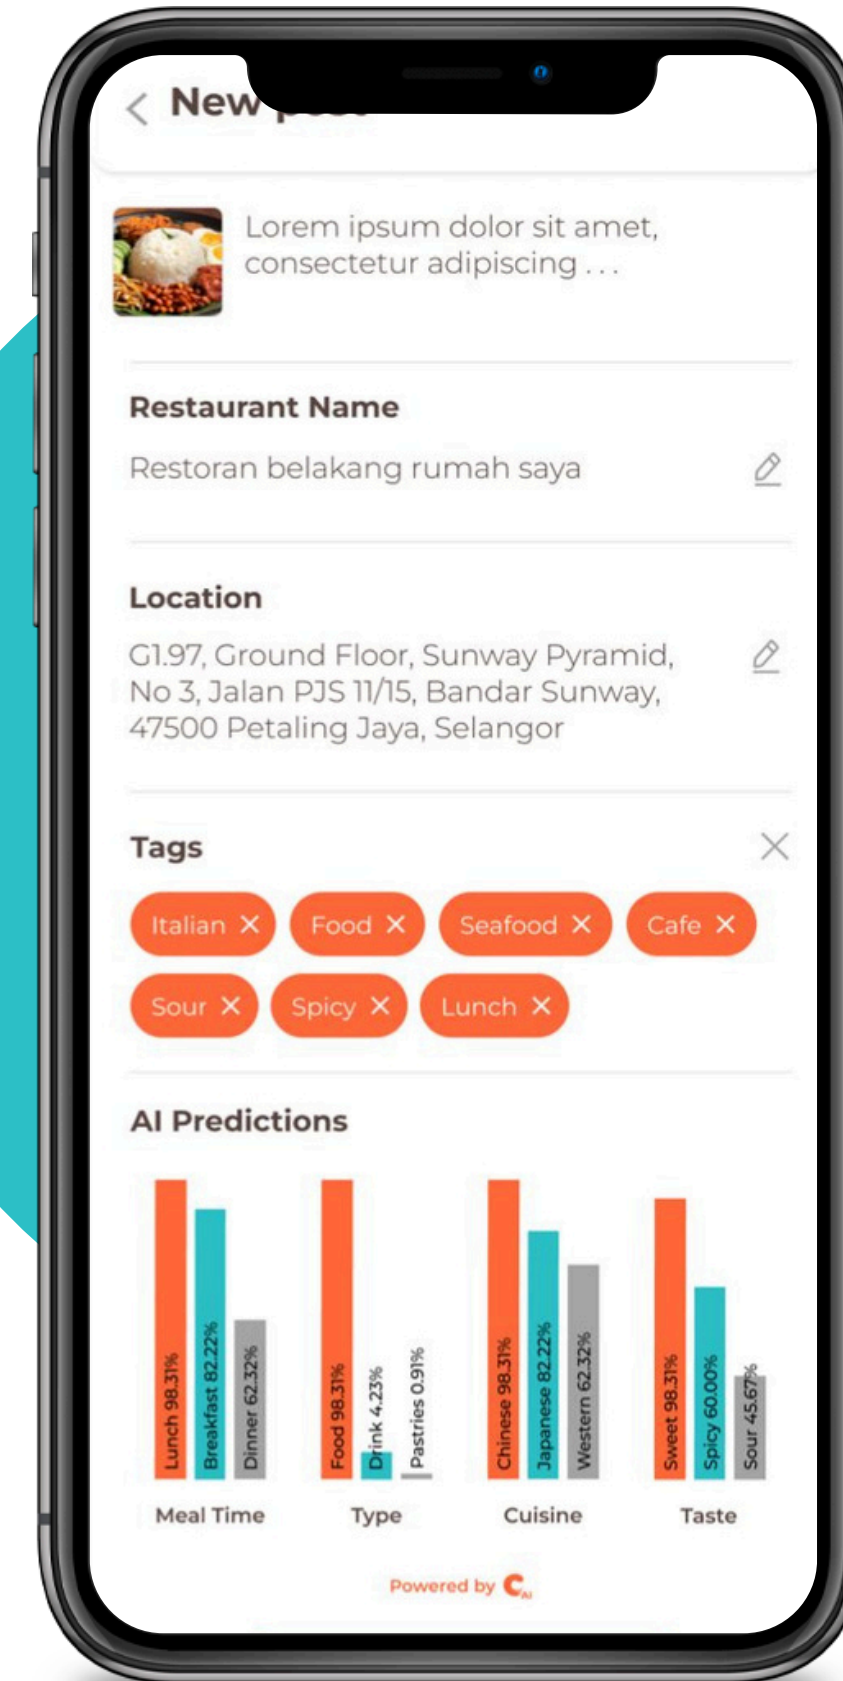 New post
Lorem ipsum dolor sit amet,
consectetur adipiscing ...
Restaurant Name
Restoran belakang rumah saya
Location
G1.97, Ground Floor, Sunway Pyramid,
No 3, Jalan PJS 11/15, Bandar Sunway,
47500 Petaling Jaya, Selangor
Tags
Italian Food Seafood Cafe
Sour Spicy Lunch
AI Predictions
Lunch 98.31%
Breakfast 82.22%
Dinner 62.32%
Food 98.31%
Drink 4.23%
Pastries 0.91%
Chinese 98.31%
Japanese 82.22%
Western 62.32%
Sweet 98.31%
Spicy 60.00%
Sour 45.67%
Meal Time Type Cuisine Taste
Powered by C AI